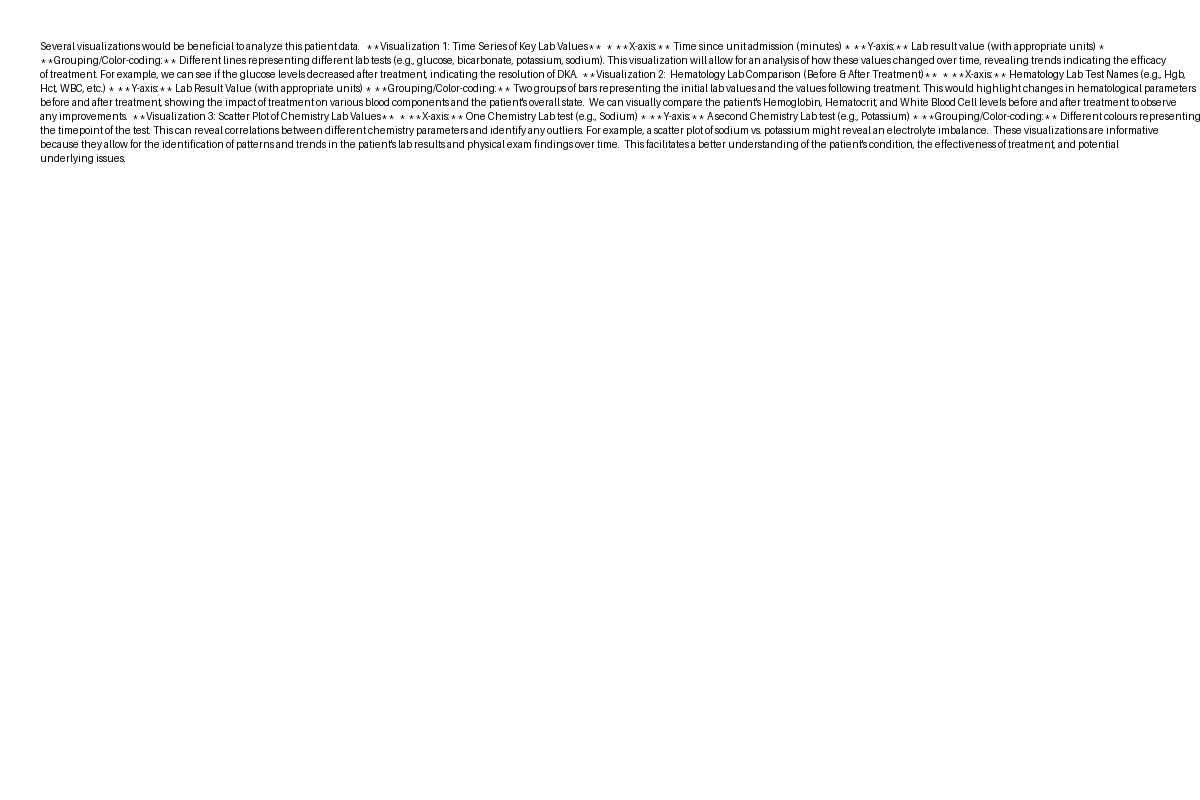 Several visualizations would be beneficial to analyze this patient data.   **Visualization 1: Time Series of Key Lab Values**   * **X-axis:** Time since unit admission (minutes) * **Y-axis:** Lab result value (with appropriate units) *
**Grouping/Color-coding:** Different lines representing different lab tests (e.g., glucose, bicarbonate, potassium, sodium). This visualization will allow for an analysis of how these values changed over time, revealing trends indicating the efficacy
of treatment. For example, we can see if the glucose levels decreased after treatment, indicating the resolution of DKA.  **Visualization 2:  Hematology Lab Comparison (Before & After Treatment)**  * **X-axis:** Hematology Lab Test Names (e.g., Hgb,
Hct, WBC, etc.) * **Y-axis:** Lab Result Value (with appropriate units) * **Grouping/Color-coding:** Two groups of bars representing the initial lab values and the values following treatment. This would highlight changes in hematological parameters
before and after treatment, showing the impact of treatment on various blood components and the patient's overall state.  We can visually compare the patient's Hemoglobin, Hematocrit, and White Blood Cell levels before and after treatment to observe
any improvements.  **Visualization 3: Scatter Plot of Chemistry Lab Values**  * **X-axis:** One Chemistry Lab test (e.g., Sodium) * **Y-axis:** A second Chemistry Lab test (e.g., Potassium) * **Grouping/Color-coding:** Different colours representing
the timepoint of the test. This can reveal correlations between different chemistry parameters and identify any outliers. For example, a scatter plot of sodium vs. potassium might reveal an electrolyte imbalance.  These visualizations are informative
because they allow for the identification of patterns and trends in the patient's lab results and physical exam findings over time.  This facilitates a better understanding of the patient's condition, the effectiveness of treatment, and potential
underlying issues.